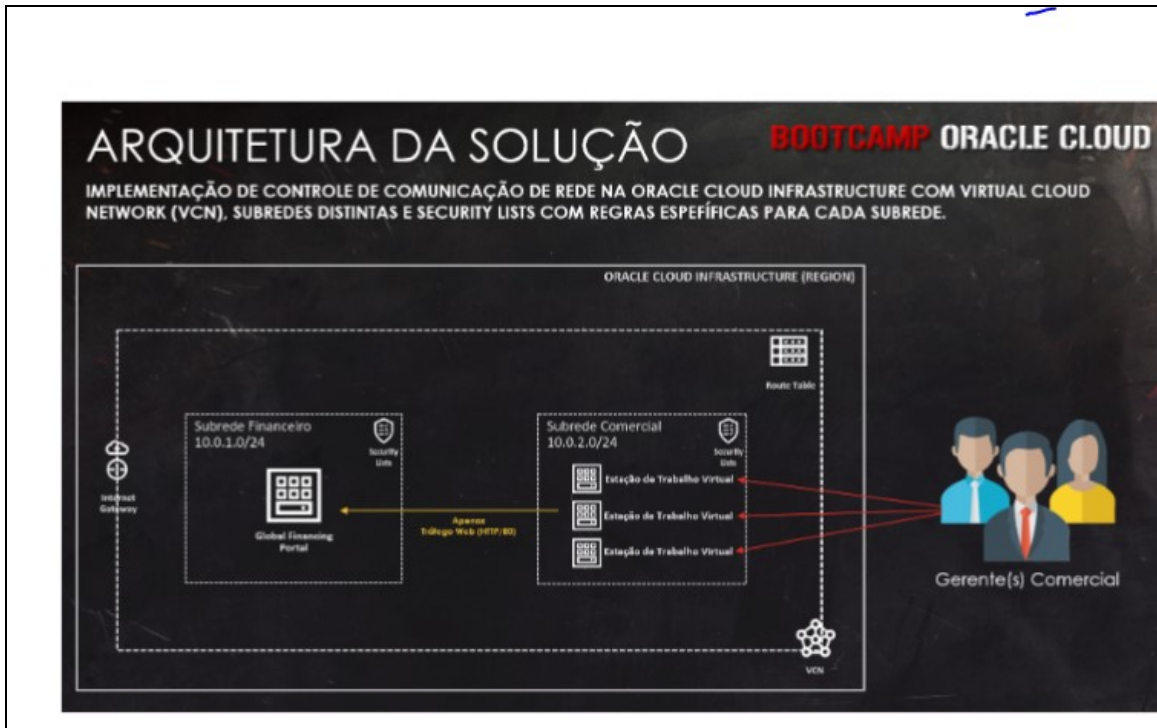 ARQUITETURA DA SOLUÇÃO
BOOTCAMP ORACLE CLOUD
IMPLEMENTAÇÃO DE CONTROLE DE COMUNICAÇÃO DE REDE NA ORACLE CLOUD INFRASTRUCTURE COM VIRTUAL CLOUD
NETWORK (VCN), SUBREDES DISTINTAS E SECURITY LISTS COM REGRAS ESPEFÍFICAS PARA CADA SUBREDE.
ORACLE CLOUD INFRASTRUCTURE (REGION)
Route Table
Subrede Financeiro
10.0.1.0/24
Security
Lists
Subrede Comercial
10.0.2.0/24
Security
Lists
Internet
Gateway
Global Financing
Portal
Apenas
Tráfego Web (HTTP/80)
Estação de Trabalho Virtual
Estação de Trabalho Virtual
Estação de Trabalho Virtual
Gerente(s) Comercial
VCN